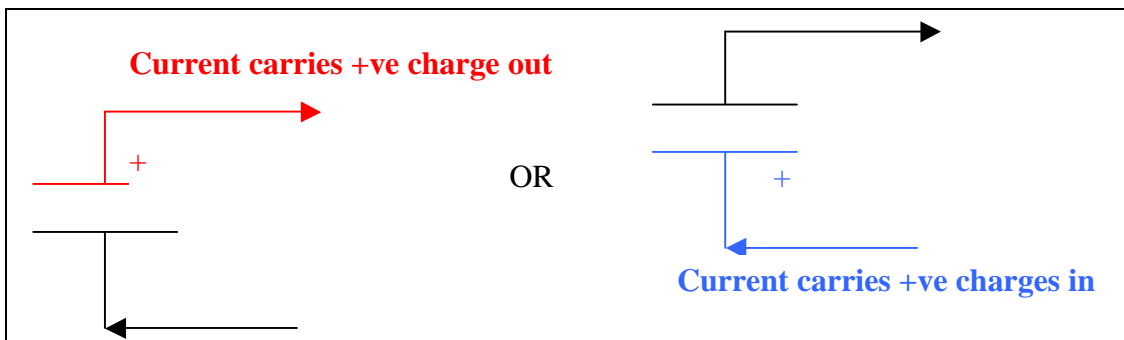 Current carries +ve charge out
+
OR
+
Current carries +ve charges in